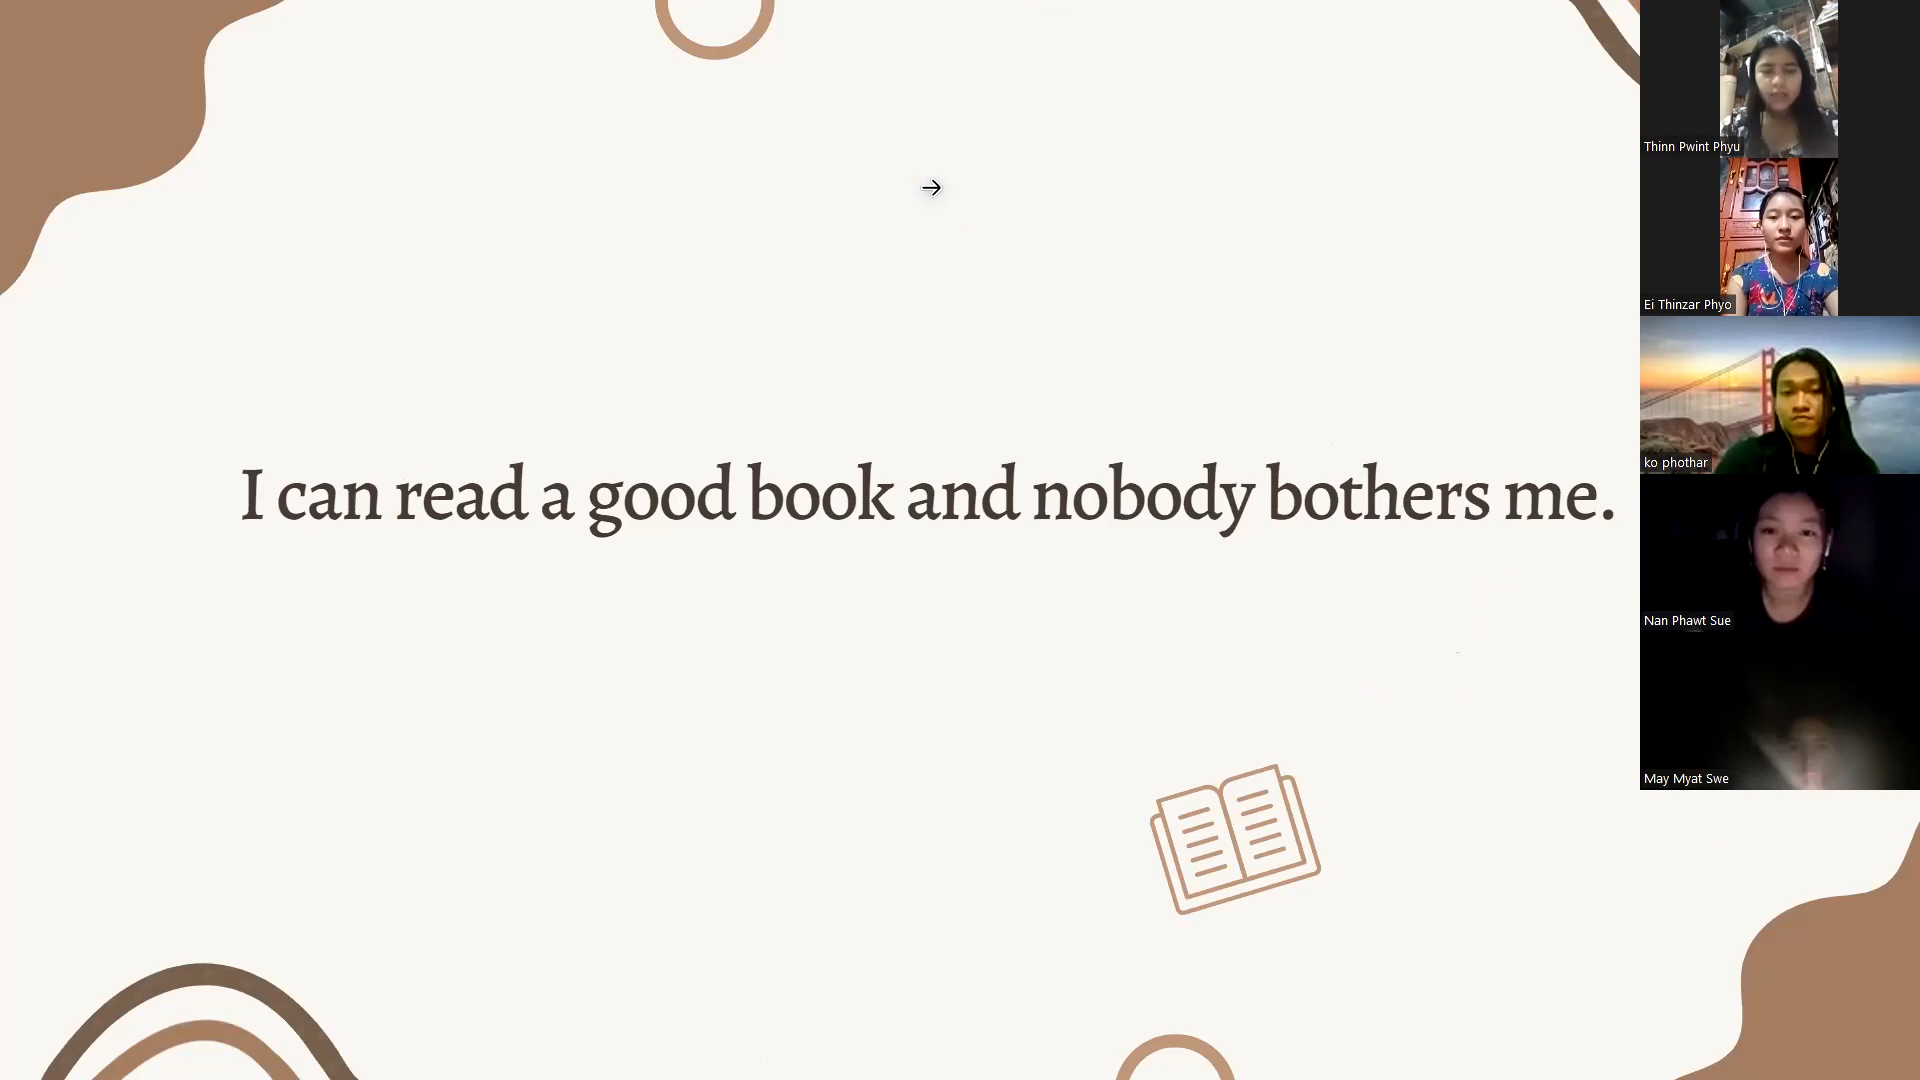 I can read a good book and nobody bothers me.
Thinn Pwint Phyu
Ei Thinzar Phyo
ko phothar
Nan Phawt Sue
May Myat Swe